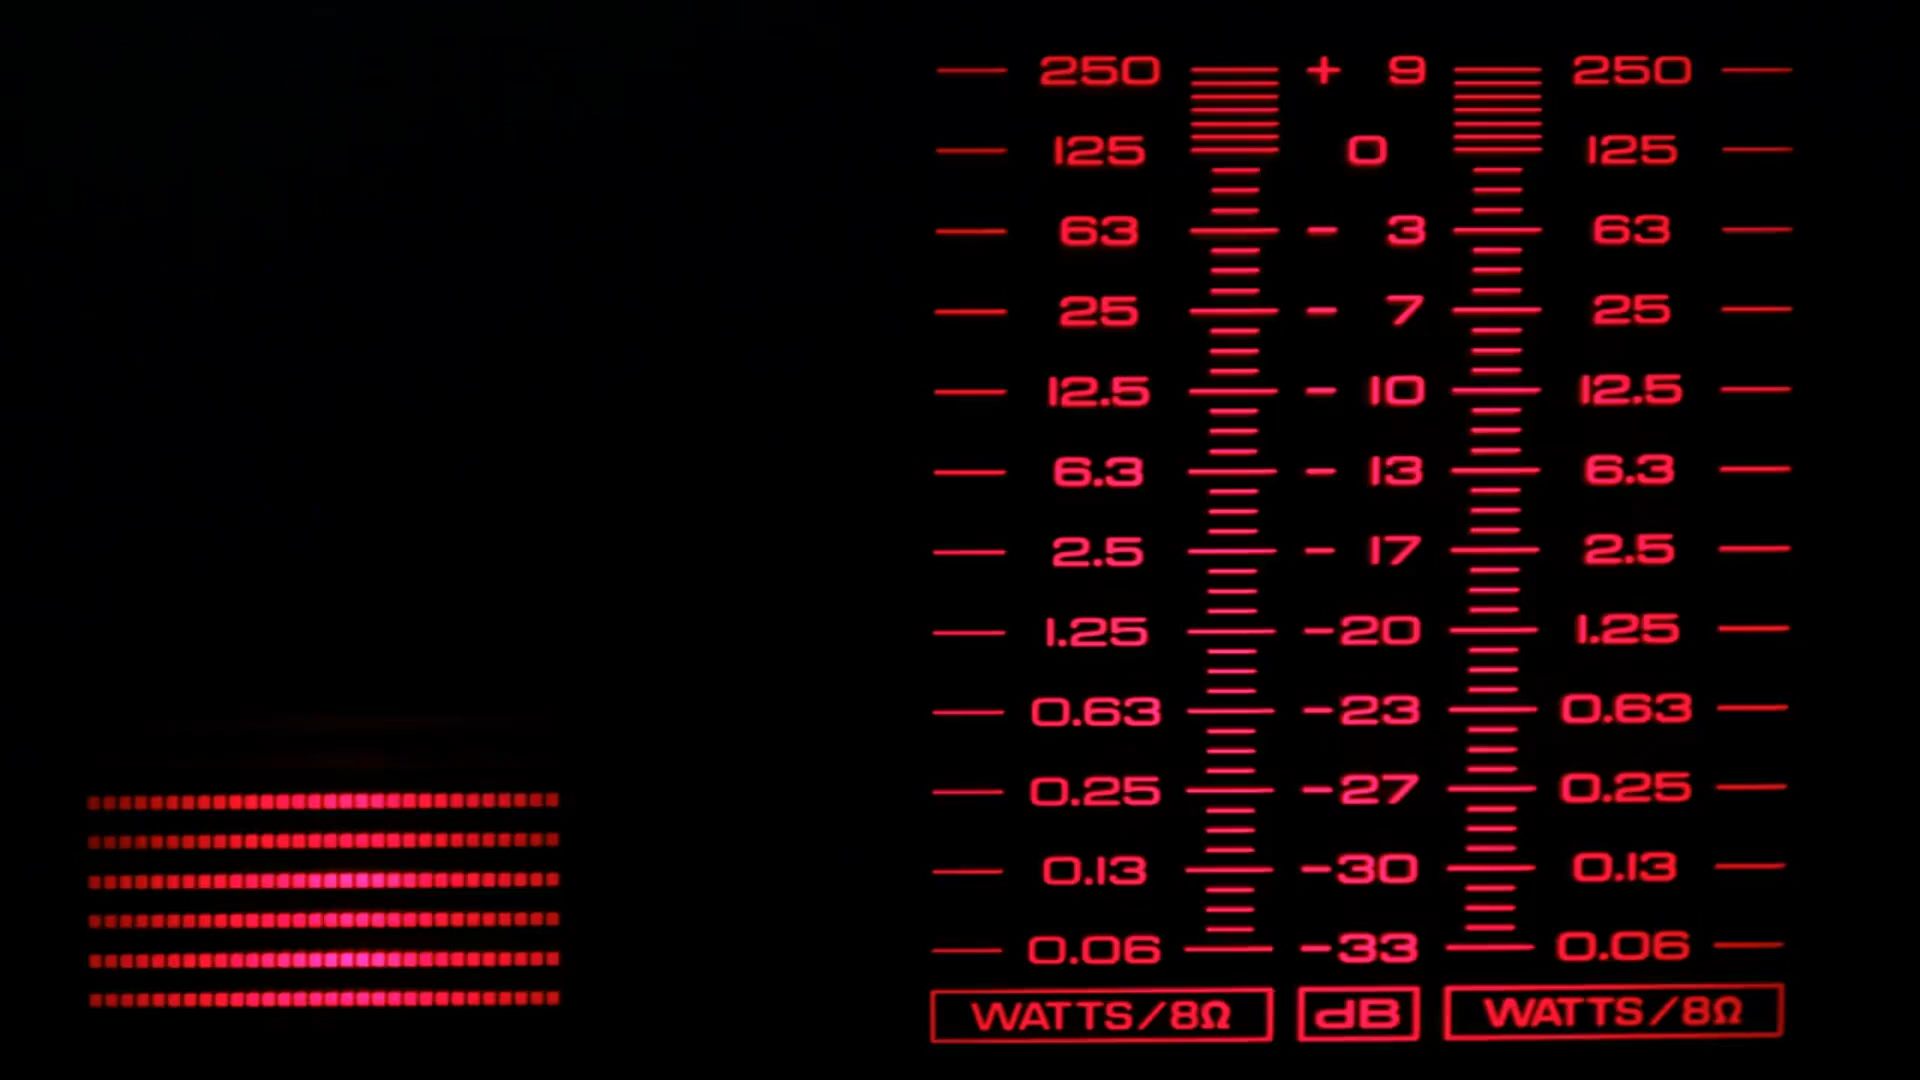 250 + 9 250
125 0 125
63 - 3 63
25 - 7 25
12.5 - 10 12.5
6.3 - 13 6.3
2.5 - 17 2.5
1.25 -20 1.25
0.63 -23 0.63
0.25 -27 0.25
0.13 -30 0.13
0.06 -33 0.06
WATTS/8Ω dB WATTS/8Ω